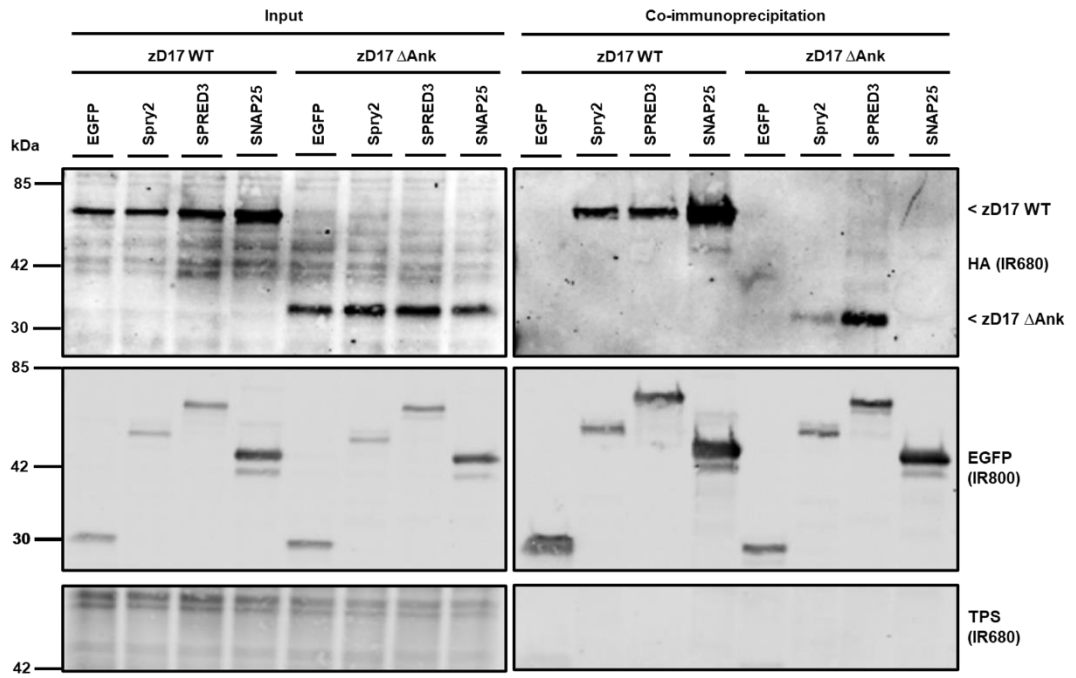 Input Co-immunoprecipitation
zD17 WT zD17 ΔAnk zD17 WT zD17 ΔAnk
EGFP Spry2 SPRED3 SNAP25 EGFP Spry2 SPRED3 SNAP25 EGFP Spry2 SPRED3 SNAP25 EGFP Spry2 SPRED3 SNAP25
kDa
85
< zD17 WT
42
HA (IR680)
30
< zD17 ΔAnk
85
42
EGFP
(IR800)
30
TPS
(IR680)
42